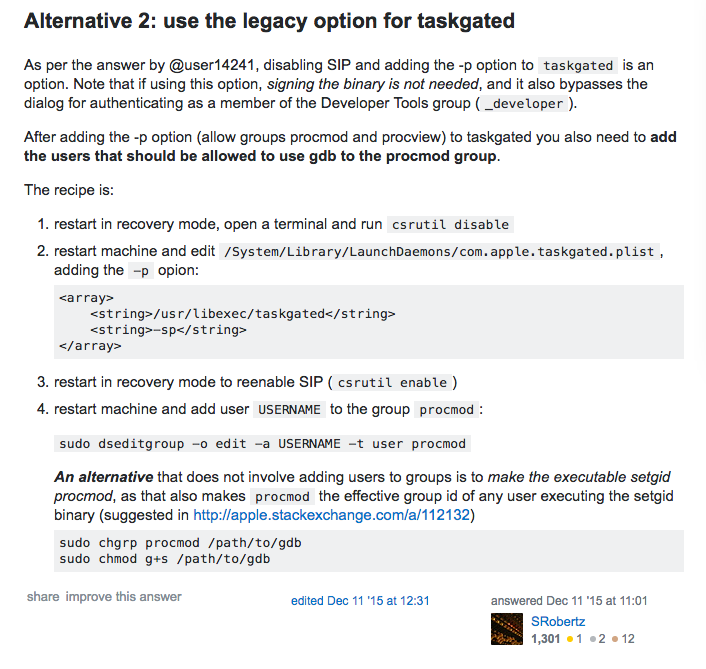 Alternative 2: use the legacy option for taskgated
As per the answer by @user14241, disabling SIP and adding the -p option to taskgated is an
option. Note that if using this option, signing the binary is not needed, and it also bypasses the
dialog for authenticating as a member of the Developer Tools group ( _developer ).
After adding the -p option (allow groups procmod and procview) to taskgated you also need to add
the users that should be allowed to use gdb to the procmod group.
The recipe is:
1. restart in recovery mode, open a terminal and run csrutil disable
2. restart machine and edit /System/Library/LaunchDaemons/com.apple.taskgated.plist ,
adding the -p opion:
<array>
<string>/usr/libexec/taskgated</string>
<string>-sp</string>
</array>
3. restart in recovery mode to reenable SIP ( csrutil enable )
4. restart machine and add user USERNAME to the group procmod :
sudo dseditgroup -o edit -a USERNAME -t user procmod
An alternative that does not involve adding users to groups is to make the executable setgid
procmod, as that also makes procmod the effective group id of any user executing the setgid
binary (suggested in http://apple.stackexchange.com/a/112132)
sudo chgrp procmod /path/to/gdb
sudo chmod g+s /path/to/gdb
share improve this answer
edited Dec 11 '15 at 12:31
answered Dec 11 '15 at 11:01
SRobertz
1,301 ●1 ●2 ●12